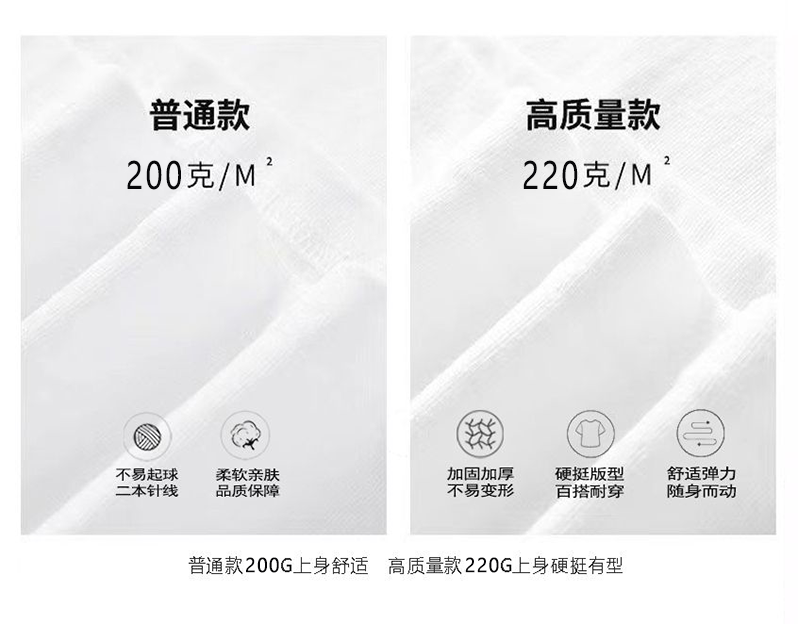 普通款
200克/M²
不易起球
二本针线
柔软亲肤
品质保障
高质量款
220克/M²
加固加厚
不易变形
硬挺版型
百搭耐穿
舒适弹力
随身而动
普通款200G上身舒适 高质量款220G上身硬挺有型